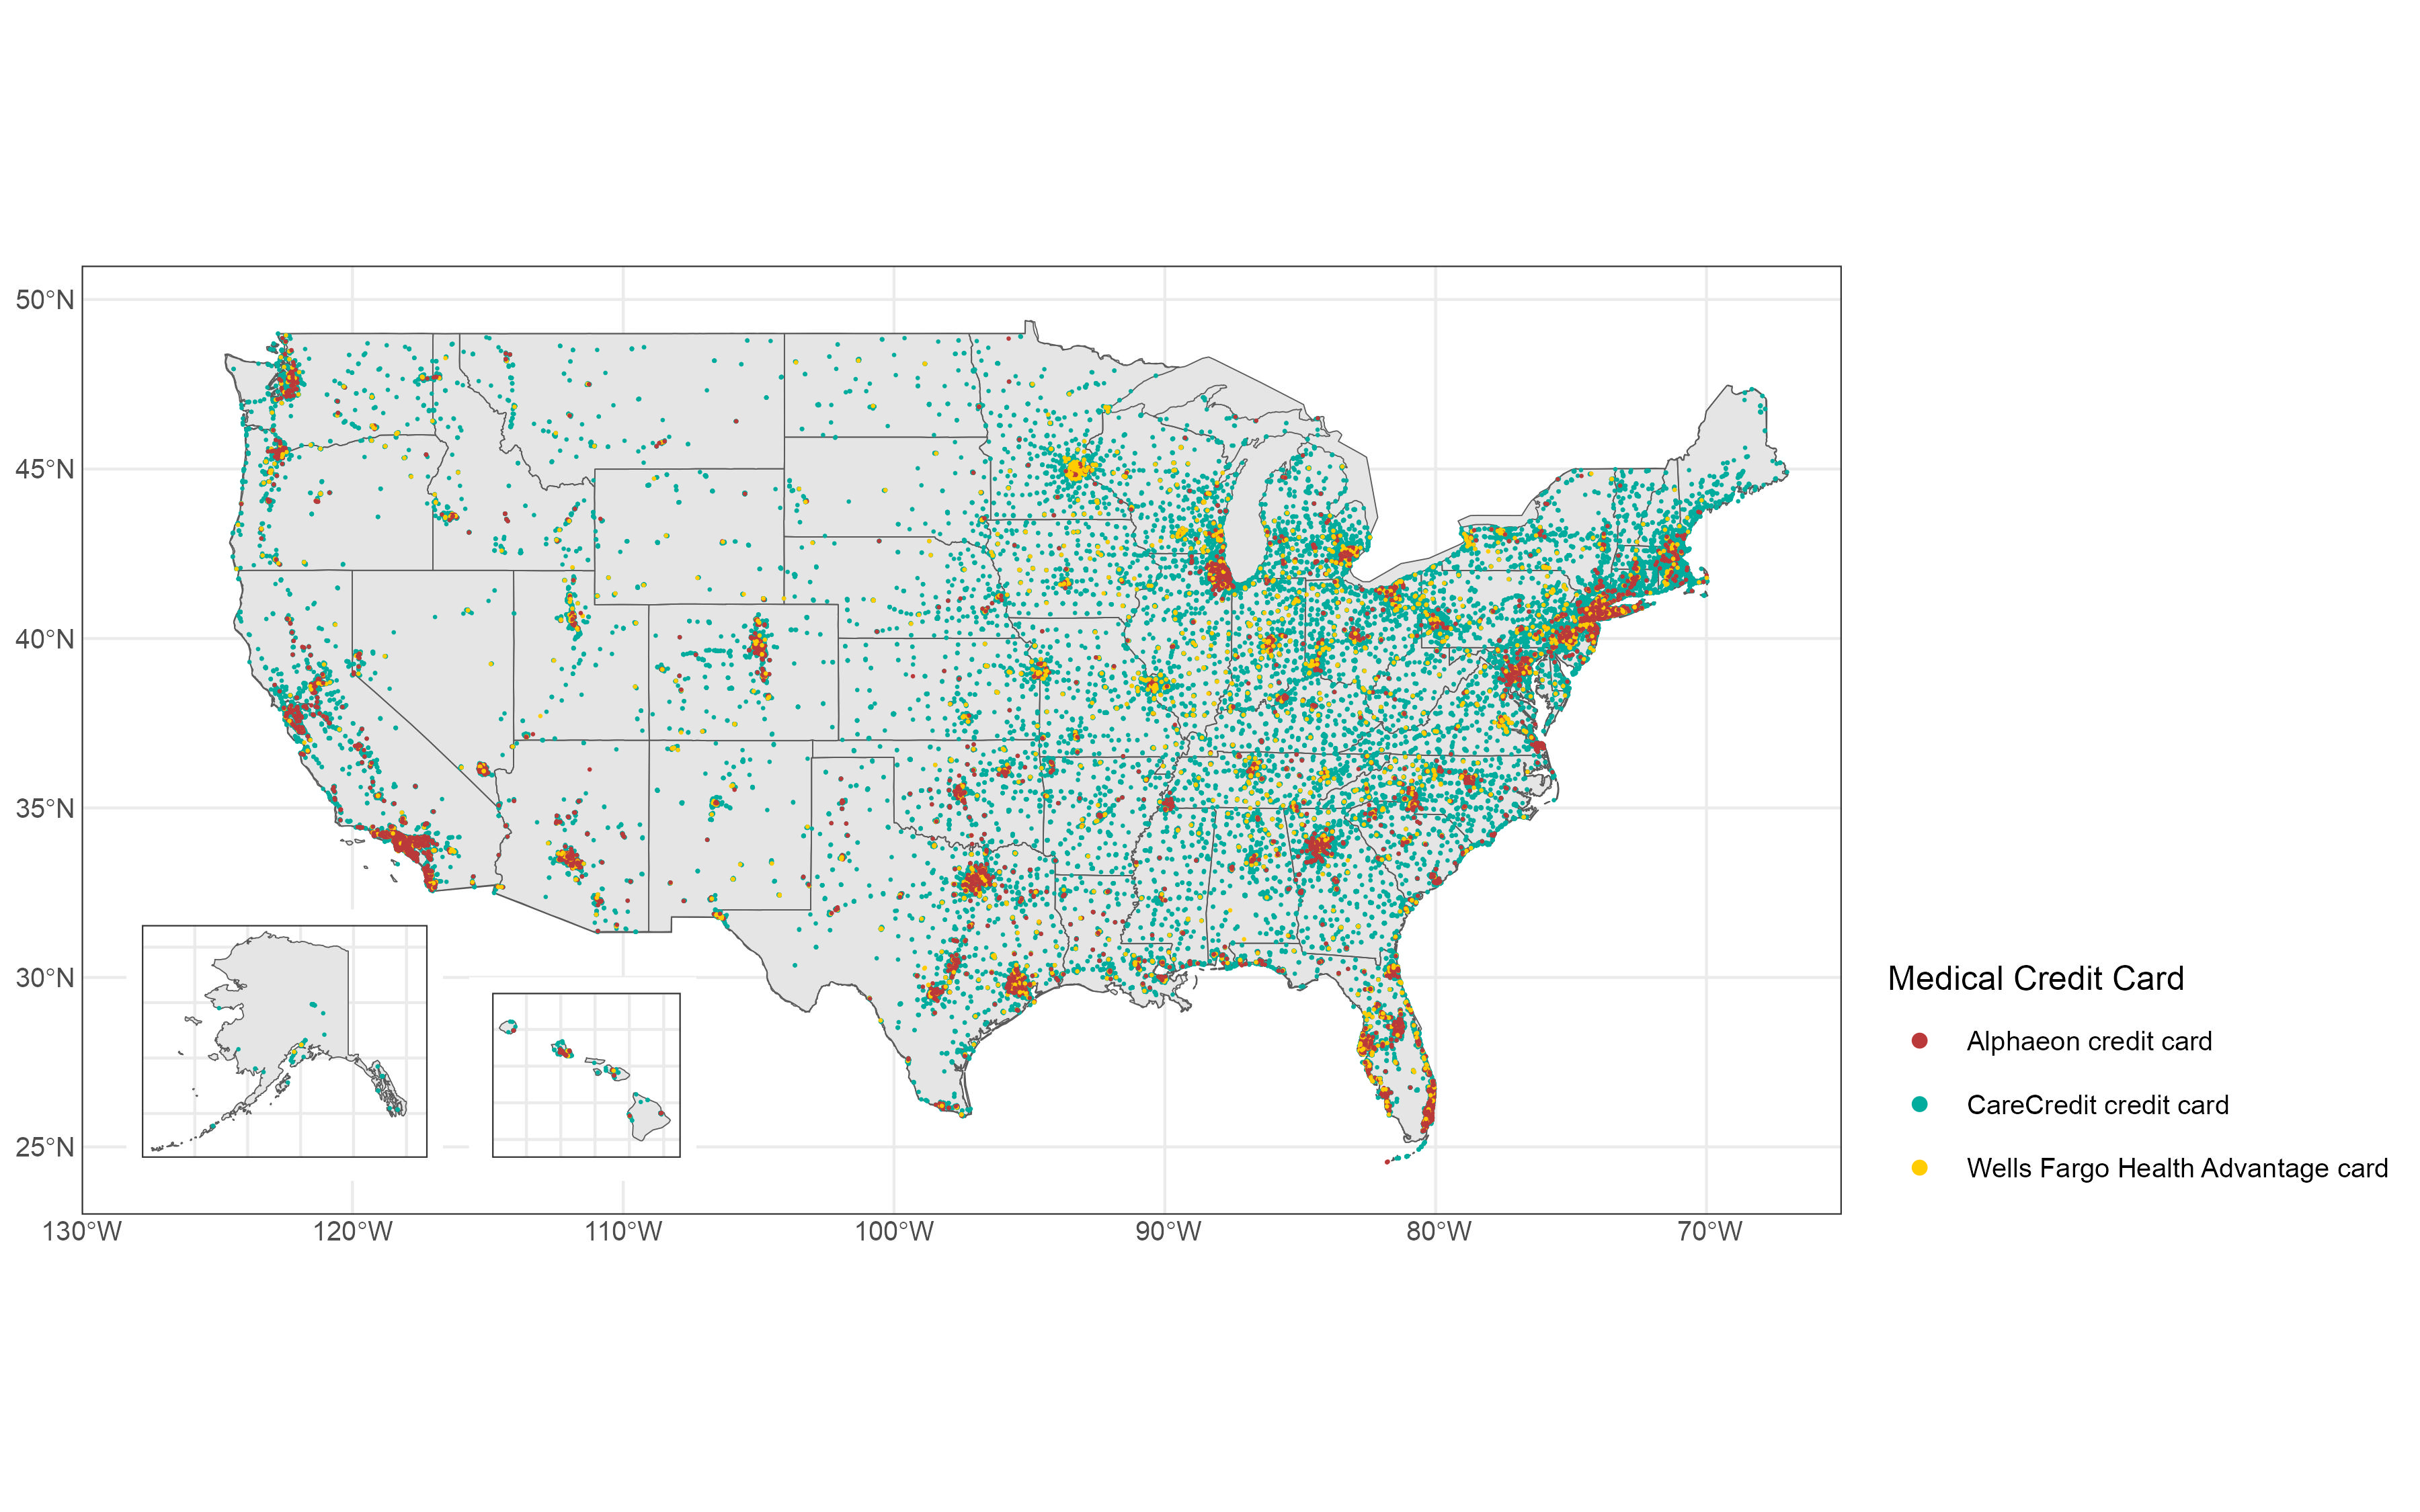 50°N
45°N
40°N
35°N
30°N
25°N
130°W 120°W 110°W 100°W 90°W 80°W 70°W
Medical Credit Card
Alphaeon credit card
CareCredit credit card
Wells Fargo Health Advantage card